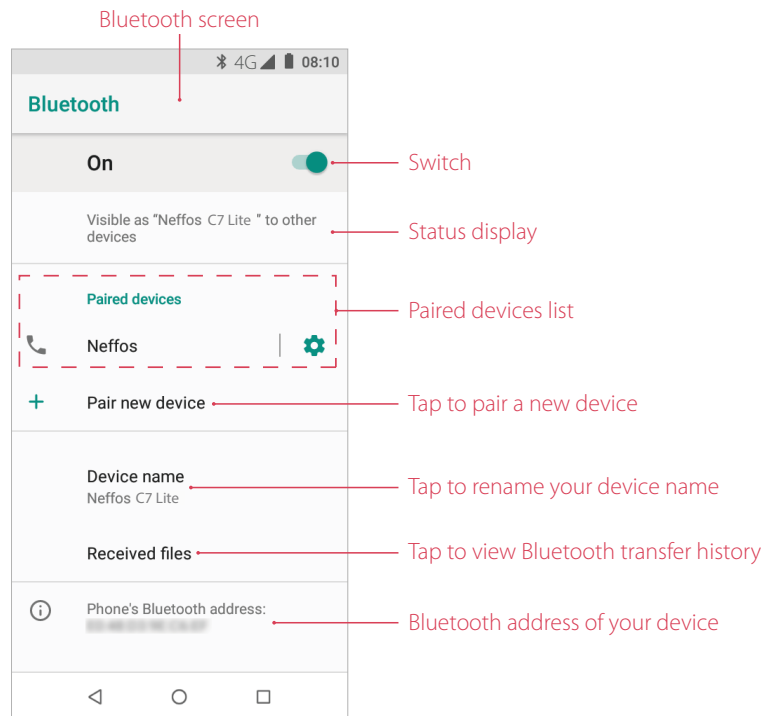 Bluetooth screen
4G 08:10
Bluetooth
On
Switch
Visible as “Neffos C7 Lite ” to other
devices
Status display
Paired devices
Paired devices list
Neffos
Pair new device
Tap to pair a new device
Device name
Neffos C7 Lite
Tap to rename your device name
Received files
Tap to view Bluetooth transfer history
Phone's Bluetooth address:
Bluetooth address of your device